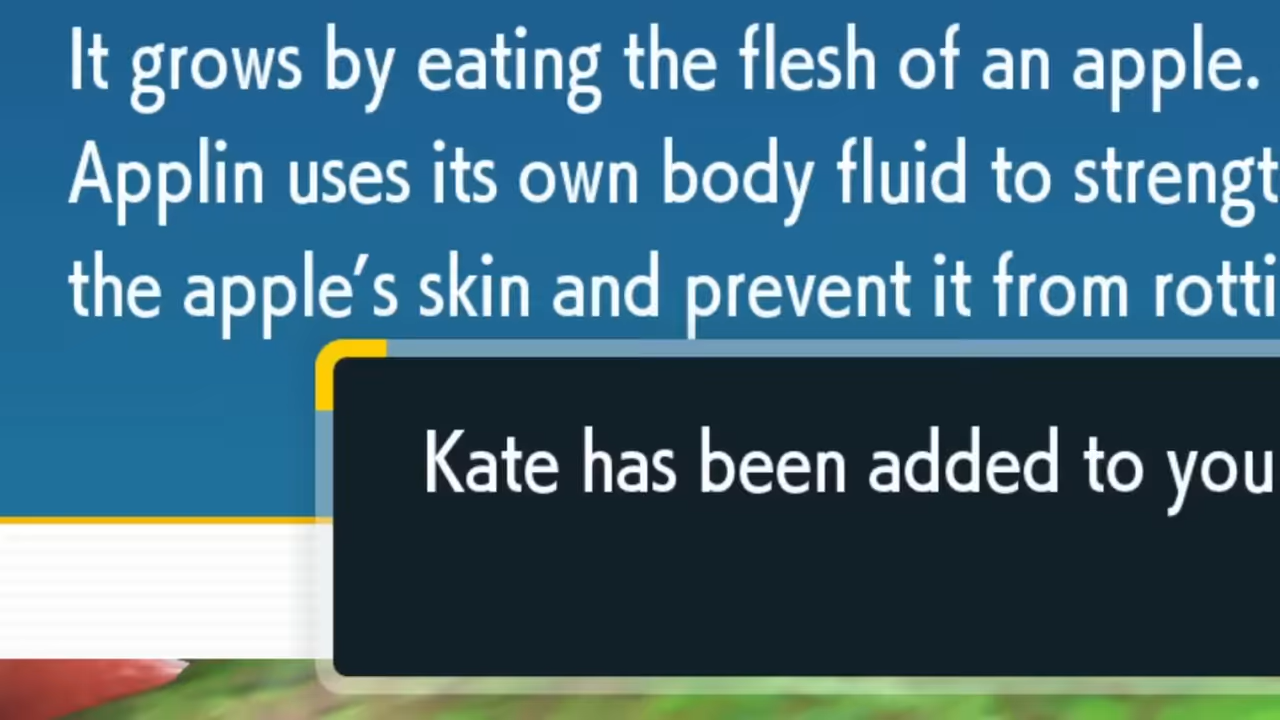 It grows by eating the flesh of an apple.
Applin uses its own body fluid to strengt
the apple’s skin and prevent it from rotti
Kate has been added to you